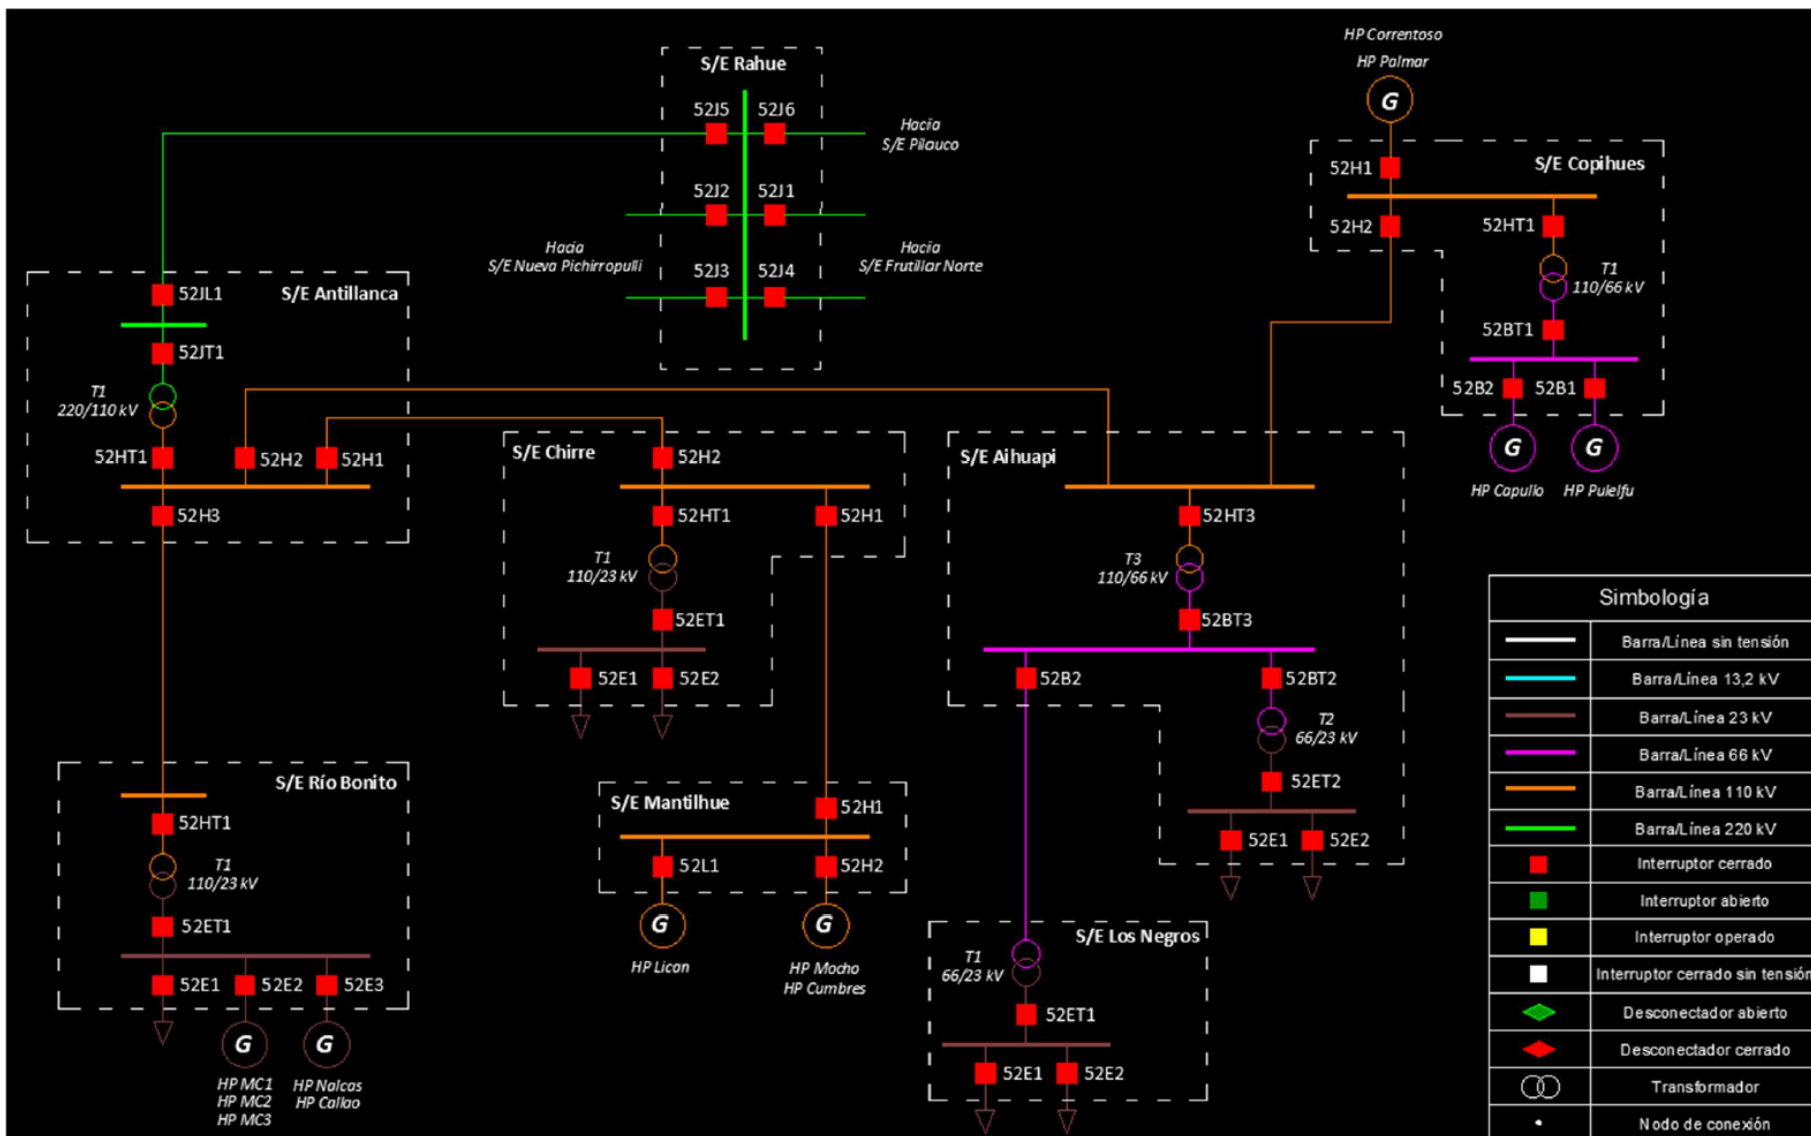 HP Correntoso
HP Palmar
G
S/E Rahue
52J5
52J6
Hacia
S/E Pilauco
52J2
52J1
Hacia
S/E Nueva Pichirropulli
Hacia
S/E Frutillar Norte
52J3
52J4
52H1
S/E Copihues
52H2
52HT1
T1
110/66 kV
52BT1
52B2
52B1
G
G
HP Capullo
HP Pulelfu
52JL1
S/E Antillanca
52JT1
T1
220/110 kV
52HT1
52H2
52H1
52H3
S/E Chirre
52H2
52HT1
52H1
T1
110/23 kV
52ET1
52E1
52E2
S/E Aihuapi
52HT3
T3
110/66 kV
52BT3
52B2
52BT2
T2
66/23 kV
52ET2
52E1
52E2
S/E Río Bonito
52HT1
T1
110/23 kV
52ET1
52E1
52E2
52E3
G
G
HP MC1
HP MC2
HP MC3
HP Nalcas
HP Callao
S/E Mantilhue
52H1
52L1
52H2
G
G
HP Lican
HP Mocho
HP Cumbres
S/E Los Negros
T1
66/23 kV
52ET1
52E1
52E2
Simbología
Barra/Línea sin tensión
Barra/Línea 13,2 kV
Barra/Línea 23 kV
Barra/Línea 66 kV
Barra/Línea 110 kV
Barra/Línea 220 kV
Interruptor cerrado
Interruptor abierto
Interruptor operado
Interruptor cerrado sin tensión
Desconectador abierto
Desconectador cerrado
Transformador
Nodo de conexión